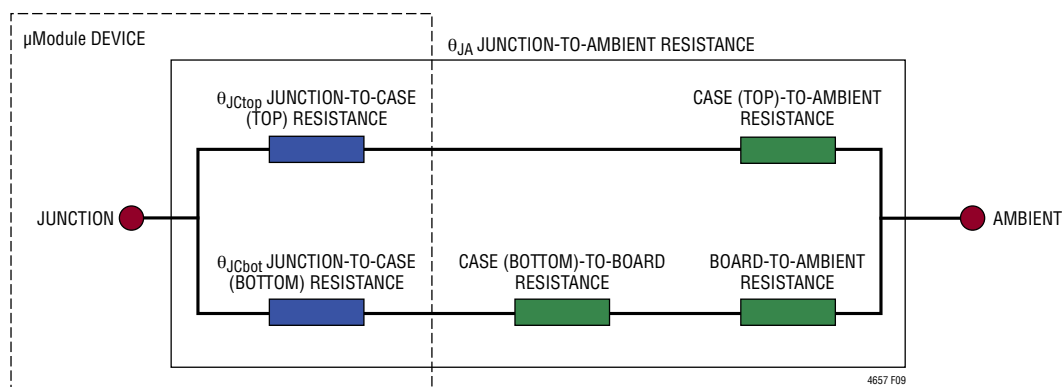 µModule DEVICE
θJA JUNCTION-TO-AMBIENT RESISTANCE
θJCtop JUNCTION-TO-CASE
(TOP) RESISTANCE
CASE (TOP)-TO-AMBIENT
RESISTANCE
JUNCTION
AMBIENT
θJCbot JUNCTION-TO-CASE
(BOTTOM) RESISTANCE
CASE (BOTTOM)-TO-BOARD
RESISTANCE
BOARD-TO-AMBIENT
RESISTANCE
4657 F09